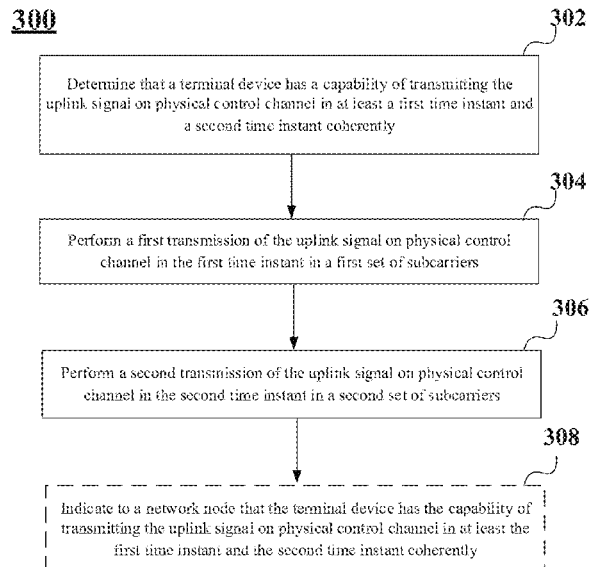 300
302
Determine that a terminal device has a capability of transmitting the
uplink signal on physical control channel in at least a first time instant and
a second time instant coherently
304
Perform a first transmission of the uplink signal on physical control
channel in the first time instant in a first set of subcarriers
306
Perform a second transmission of the uplink signal on physical control
channel in the second time instant in a second set of subcarriers
308
Indicate to a network node that the terminal device has the capability of
transmitting the uplink signal on physical control channel in at least the
first time instant and the second time instant coherently